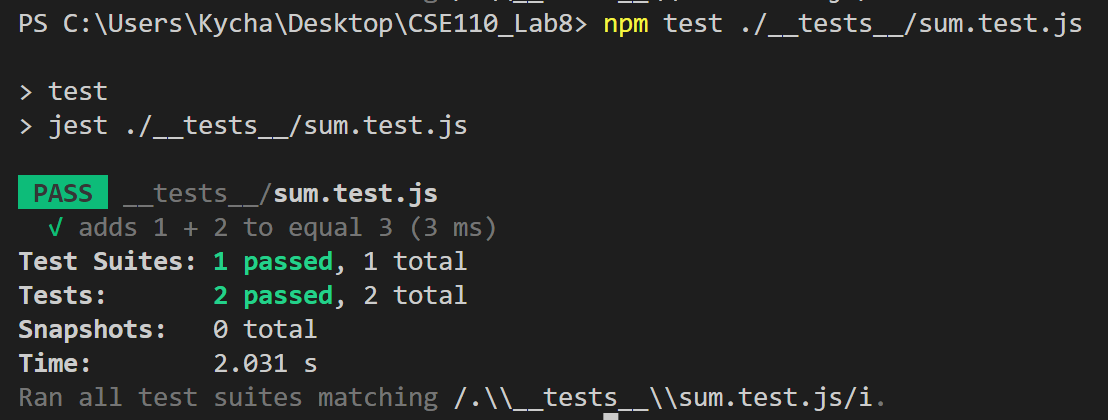 PS C:\Users\Kycha\Desktop\CSE110_Lab8> npm test ./__tests__/sum.test.js
> test
> jest ./__tests__/sum.test.js
PASS __tests__/sum.test.js
√ adds 1 + 2 to equal 3 (3 ms)
Test Suites: 1 passed, 1 total
Tests: 2 passed, 2 total
Snapshots: 0 total
Time: 2.031 s
Ran all test suites matching /.\\__tests__\\sum.test.js/i.